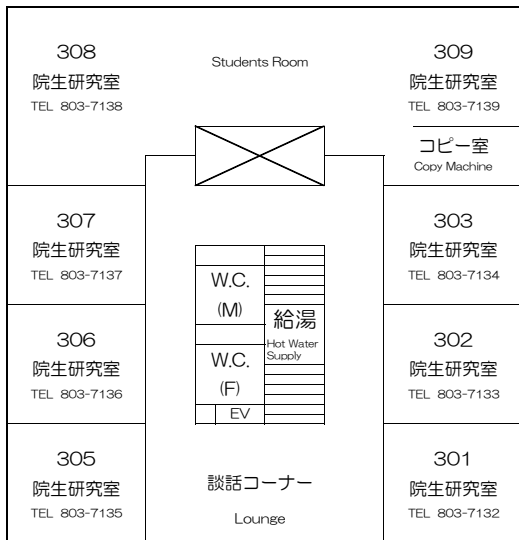 308
院生研究室
TEL 803-7138
Students Room
309
院生研究室
TEL 803-7139
コピー室
Copy Machine
307
院生研究室
TEL 803-7137
303
院生研究室
TEL 803-7134
W.C.
(M)
給湯
Hot Water
Supply
306
院生研究室
TEL 803-7136
W.C.
(F)
EV
302
院生研究室
TEL 803-7133
305
院生研究室
TEL 803-7135
談話コーナー
Lounge
301
院生研究室
TEL 803-7132